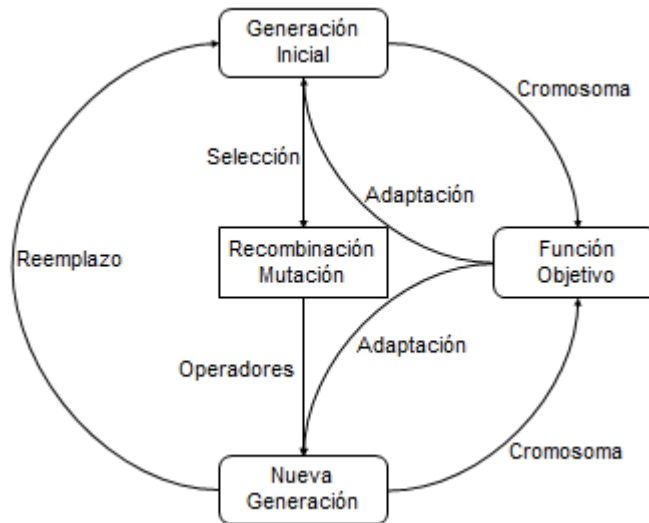 Generación
Inicial
Cromosoma
Selección
Adaptación
Reemplazo
Recombinación
Mutación
Función
Objetivo
Adaptación
Operadores
Cromosoma
Nueva
Generación